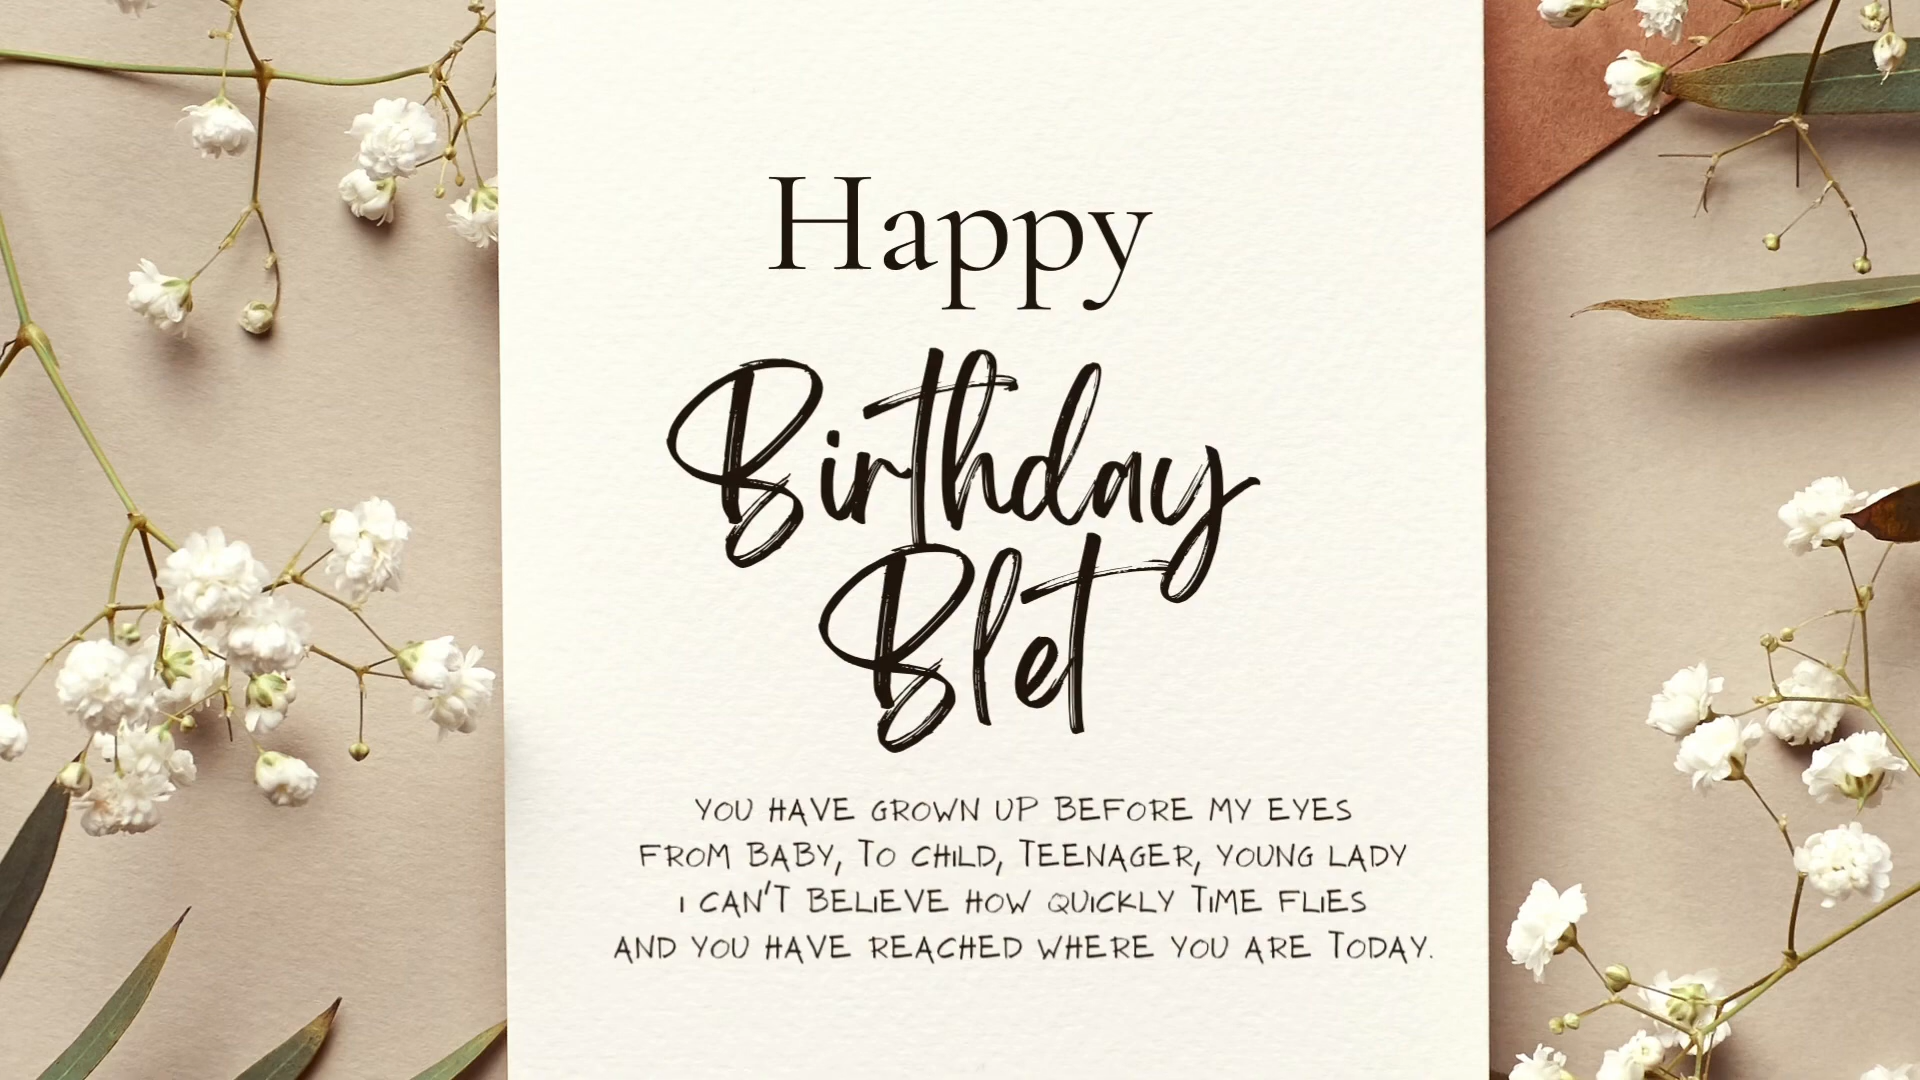 Happy
Birthday
Blet
YOU HAVE GROWN UP BEFORE MY EYES
FROM BABY, TO CHILD, TEENAGER, YOUNG LADY
I CAN'T BELIEVE HOW QUICKLY TIME FLIES
AND YOU HAVE REACHED WHERE YOU ARE TODAY.